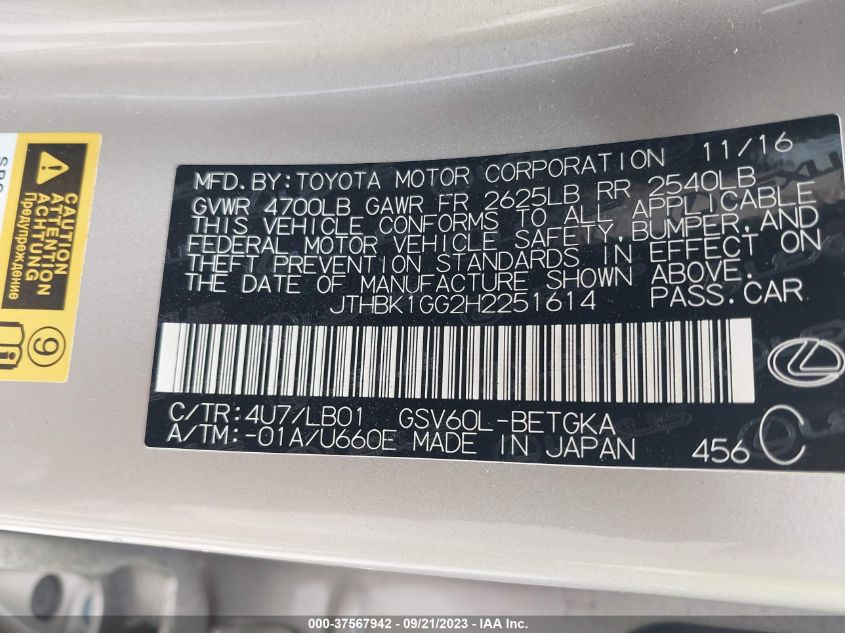 MFD. BY: TOYOTA MOTOR CORPORATION 11/16
GVWR 4700LB GAWR FR 2625LB RR 2540LB
THIS VEHICLE CONFORMS TO ALL APPLICABLE
FEDERAL MOTOR VEHICLE SAFETY, BUMPER, AND
THEFT PREVENTION STANDARDS IN EFFECT ON
THE DATE OF MANUFACTURE SHOWN ABOVE.
JTHBK1GG2H2251614 PASS.CAR
C/TR: 4U7/LB01 GSV60L-BETGKA
A/TM: -01A/U660E MADE IN JAPAN 456 C
CAUTION
ATTENTION
ACHTUNG
Предупреждение
9
000-37567942 - 09/21/2023 - Copyright © IAA Inc.